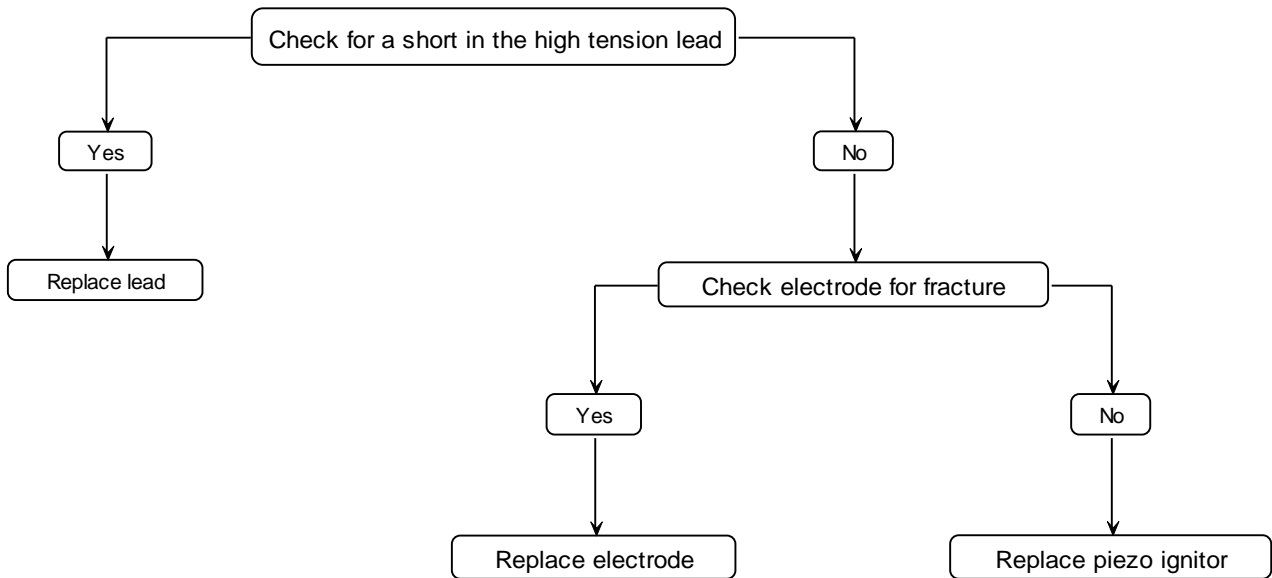 Check for a short in the high tension lead
Yes
No
Replace lead
Check electrode for fracture
Yes
No
Replace electrode
Replace piezo ignitor